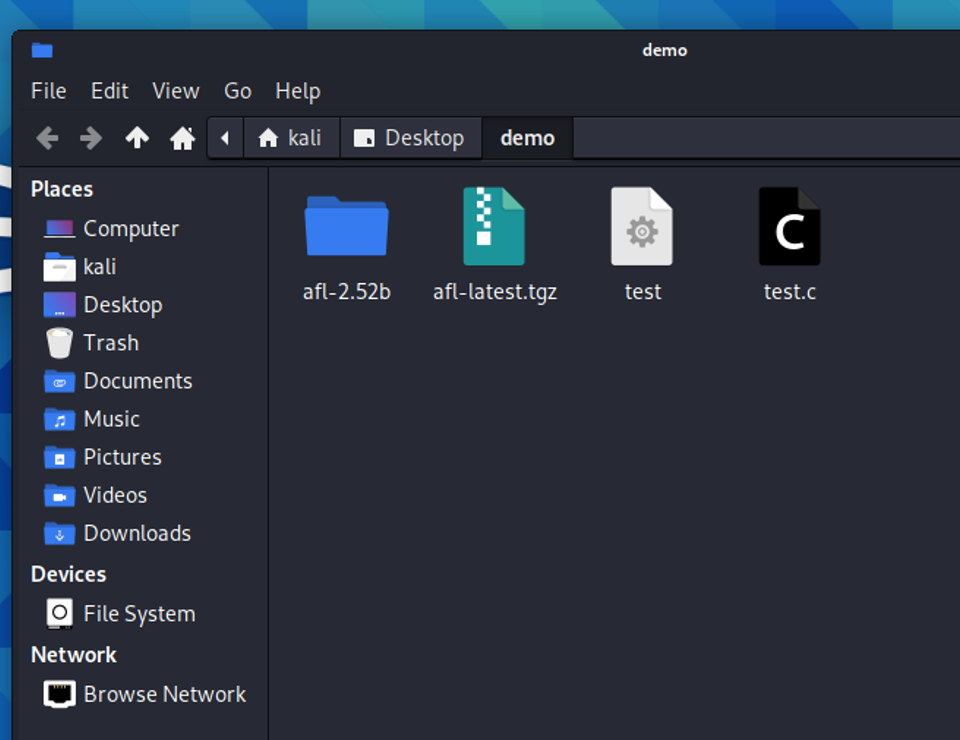 demo
File Edit View Go Help
kali Desktop demo
Places
Computer
kali
Desktop
Trash
Documents
Music
Pictures
Videos
Downloads
Devices
File System
Network
Browse Network
afl-2.52b afl-latest.tgz test test.c
C